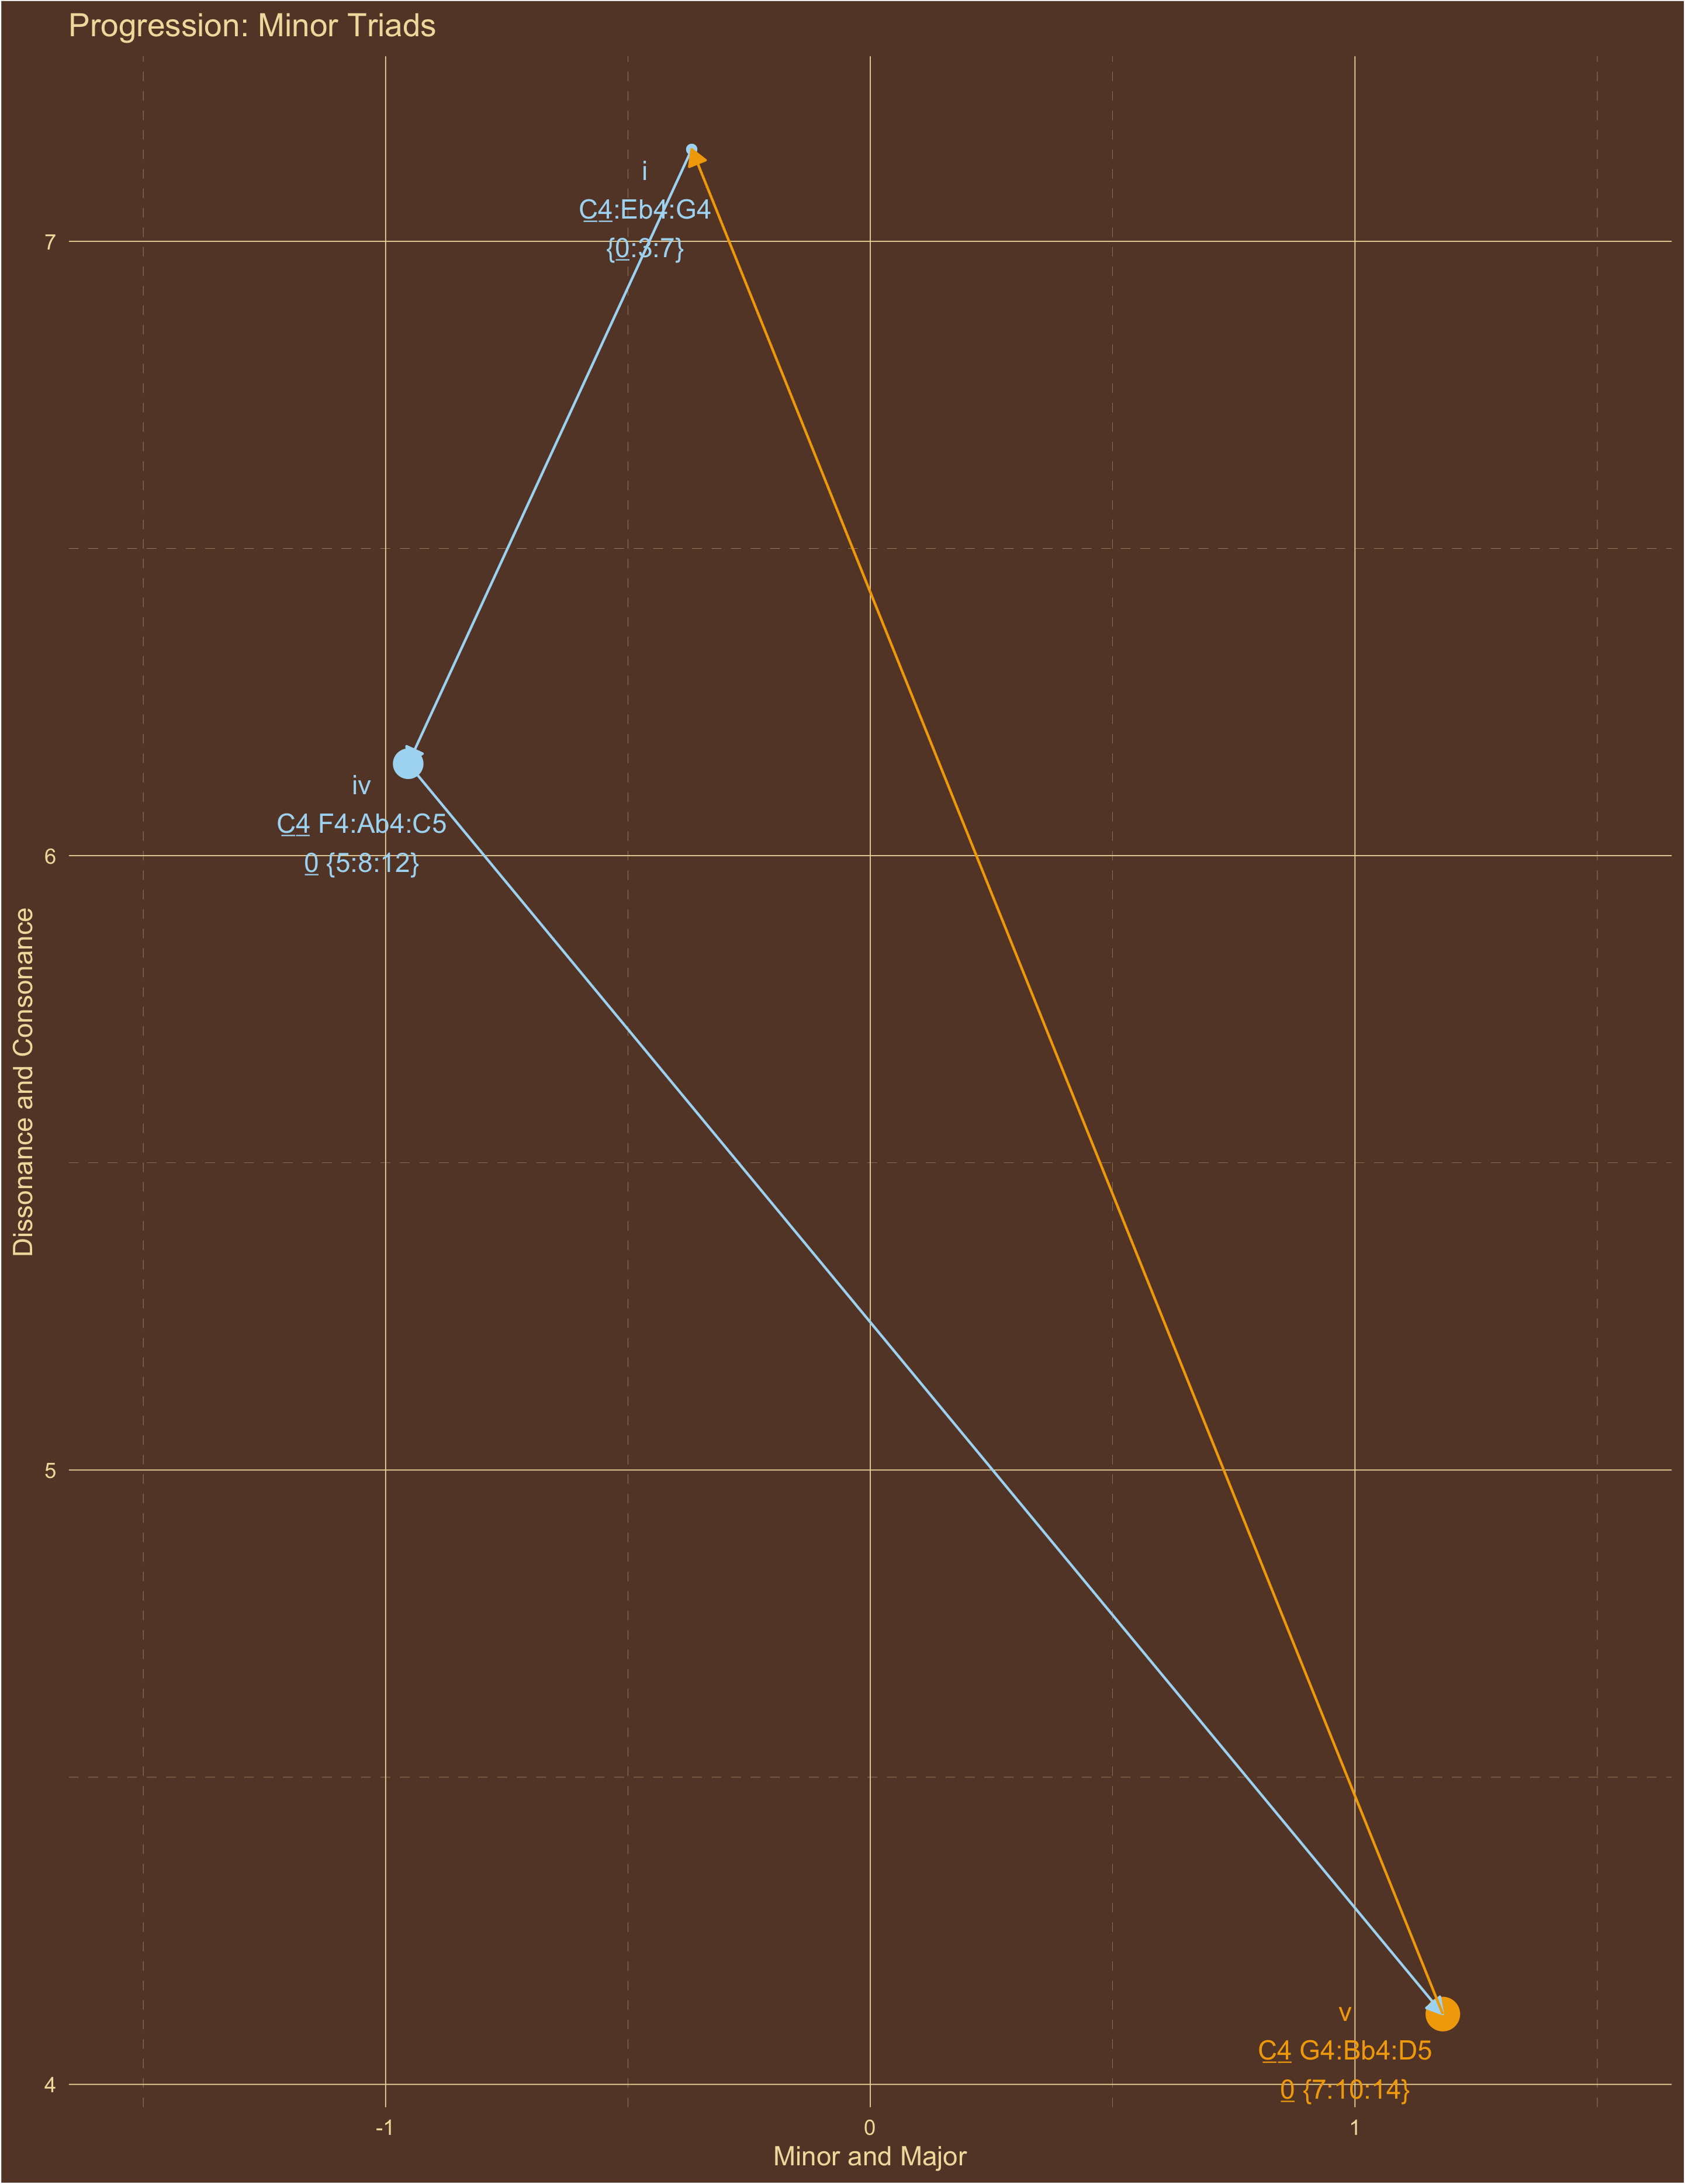 Progression: Minor Triads
i
C4:Eb4:G4
{0:3:7}
7
iv
C4 F4:Ab4:C5
0 {5:8:12}
6
Dissonance and Consonance
5
v
C4 G4:Bb4:D5
0 {7:10:14}
4
-1 0 1
Minor and Major